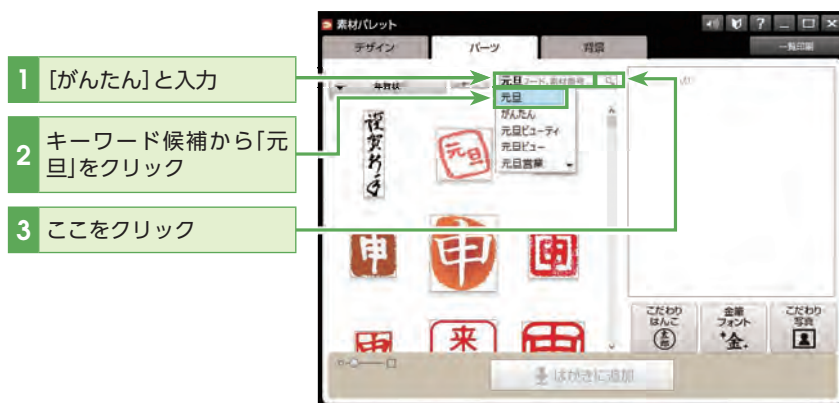 素材パレット
デザイン
パーツ
背景
一覧印刷
1 [がんたん]と入力
2 キーワード候補から「元旦」をクリック
3 ここをクリック
年賀状
元旦
元旦
がんたん
元旦ビューティ
元旦ビュー
元旦営業
謹賀新年
元旦
申
申
申
申
来
こだわりはんこ
金筆フォント
金
こだわり写真
はがきに追加